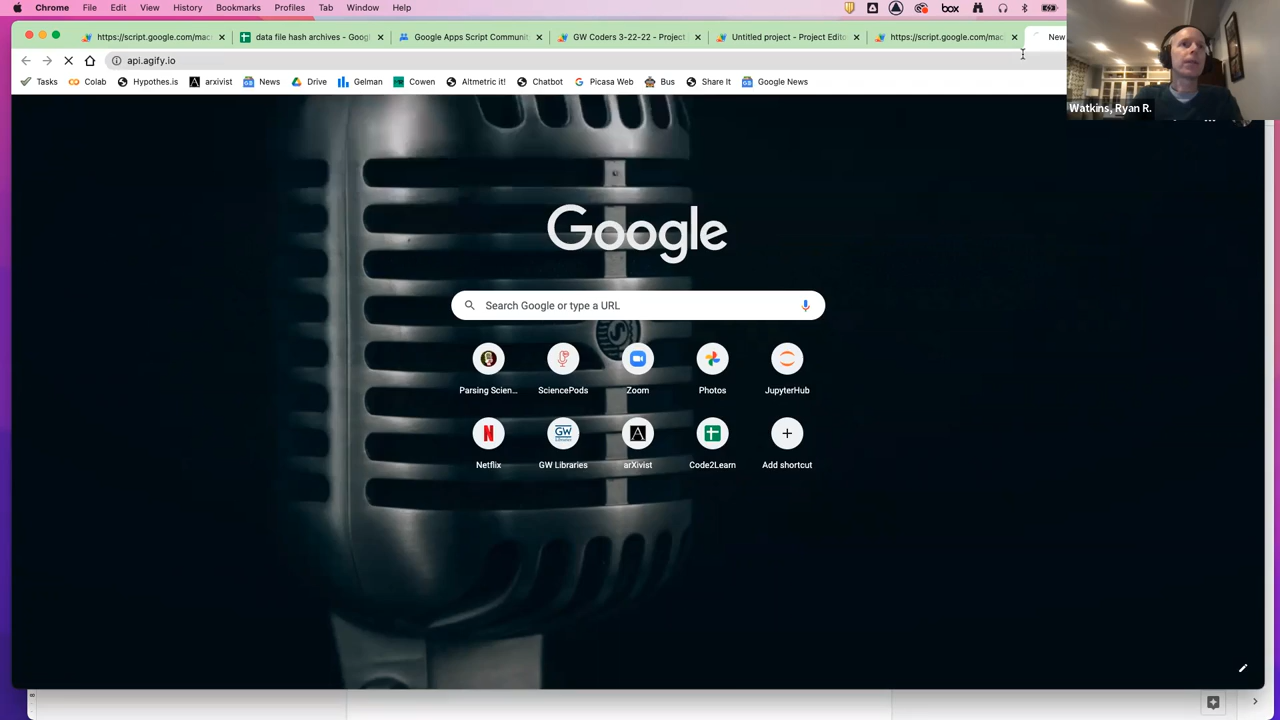 Chrome File Edit View History Bookmarks Profiles Tab Window Help box
https://script.google.com/mac data file hash archives - Googl Google Apps Script Communit GW Coders 3-22-22 - Project Untitled project - Project Edito https://script.google.com/mac New
api.agify.io
Tasks Colab Hypothes.is arxivist News Drive Gelman Cowen Altmetric it! Chatbot Picasa Web Bus Share It Google News
Watkins, Ryan R.
Google
Search Google or type a URL
Parsing Scien... SciencePods Zoom Photos JupyterHub
Netflix GW Libraries arXivist Code2Learn Add shortcut